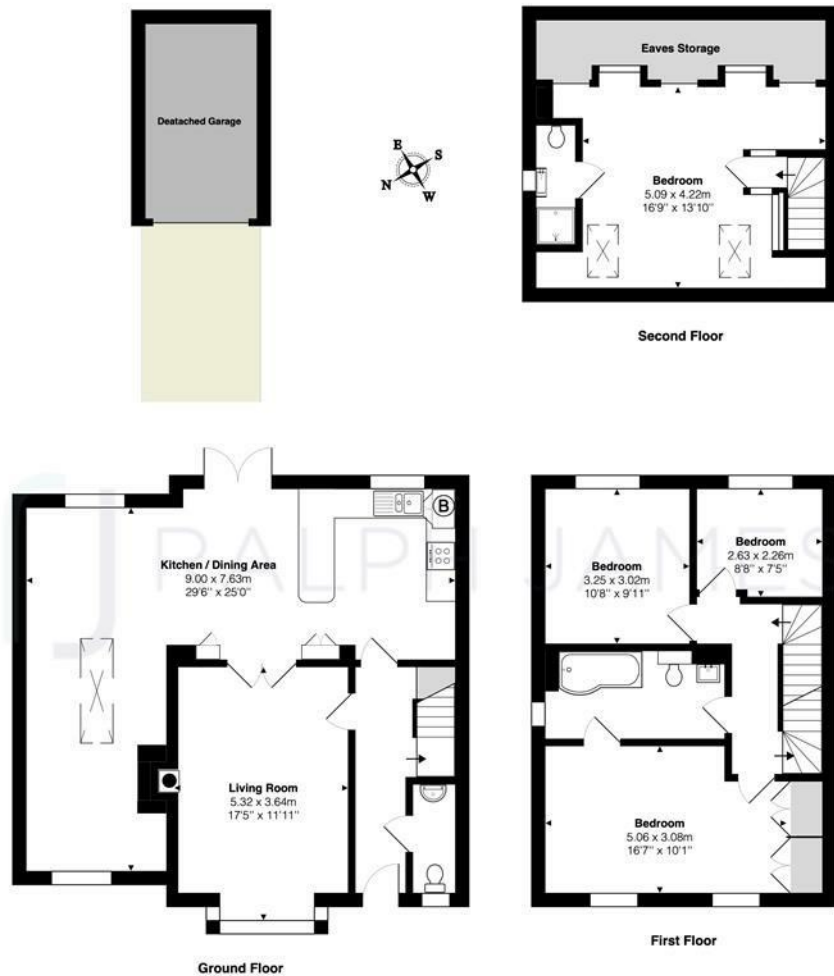 Deatached Garage
E
S
N
W
Eaves Storage
Bedroom
5.09 x 4.22m
16'9" x 13'10"
Second Floor
Kitchen / Dining Area
9.00 x 7.63m
29'6" x 25'0"
B
Living Room
5.32 x 3.64m
17'5" x 11'11"
Ground Floor
Bedroom
3.25 x 3.02m
10'8" x 9'11"
Bedroom
2.63 x 2.26m
8'8" x 7'5"
Bedroom
5.06 x 3.08m
16'7" x 10'1"
First Floor
RALPH JAMES